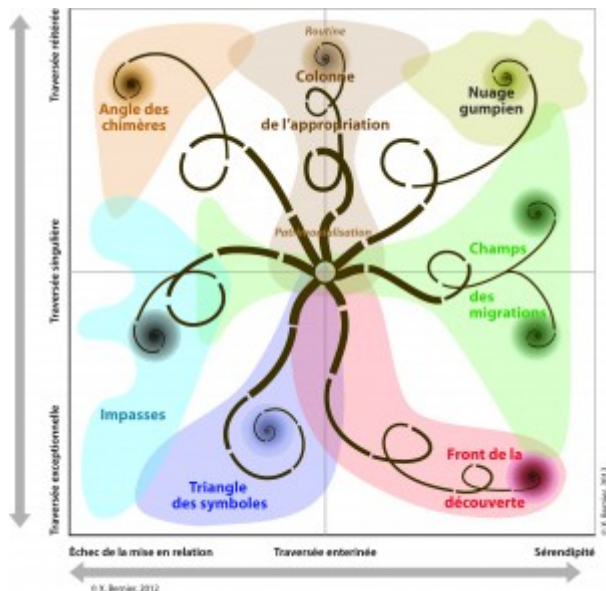 Traversée réitérée
Traversée singulière
Traversée exceptionnelle
Routine
Colonne
de l'appropriation
Patrimonialisation
Angle des
chimères
Nuage
gumpien
Champs
des
migrations
Impasses
Triangle
des symboles
Front de la
découverte
Échec de la mise en relation
Traversée enterinée
Sérendipité
© X. Bernier, 2012
© X. Bernier, 2012